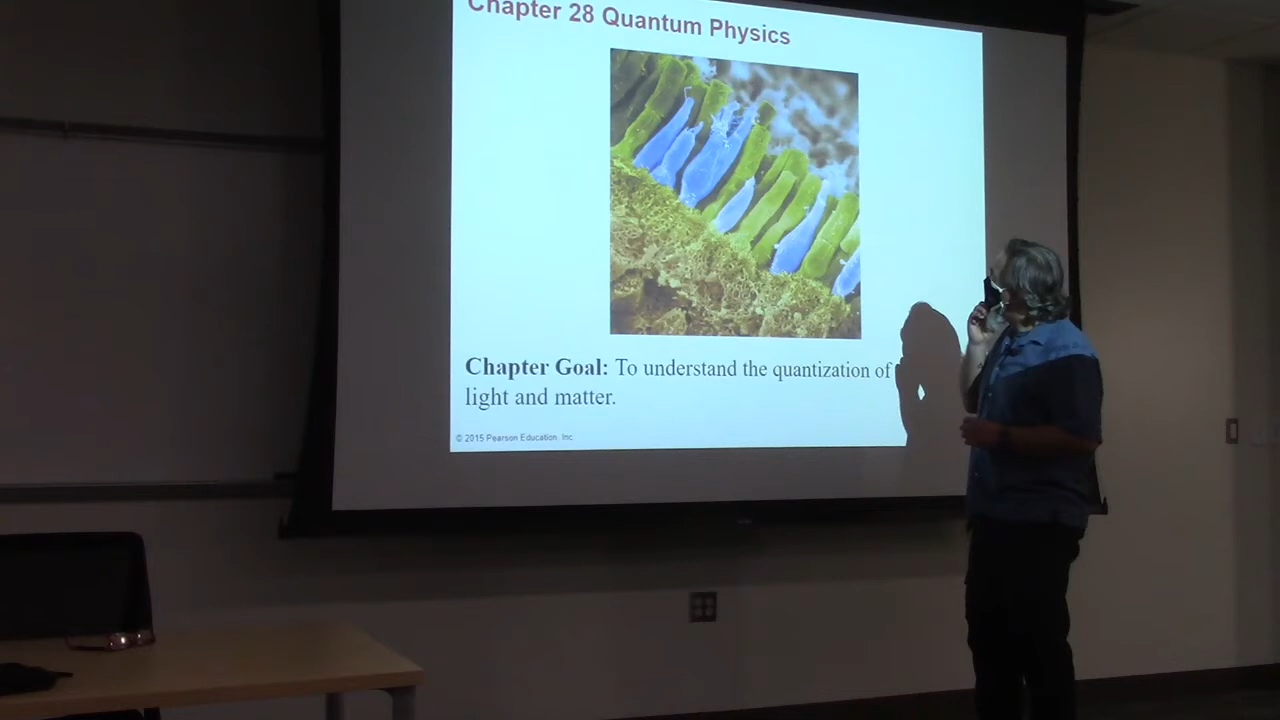 Chapter 28 Quantum Physics
Chapter Goal: To understand the quantization of
light and matter.
© 2015 Pearson Education, Inc.